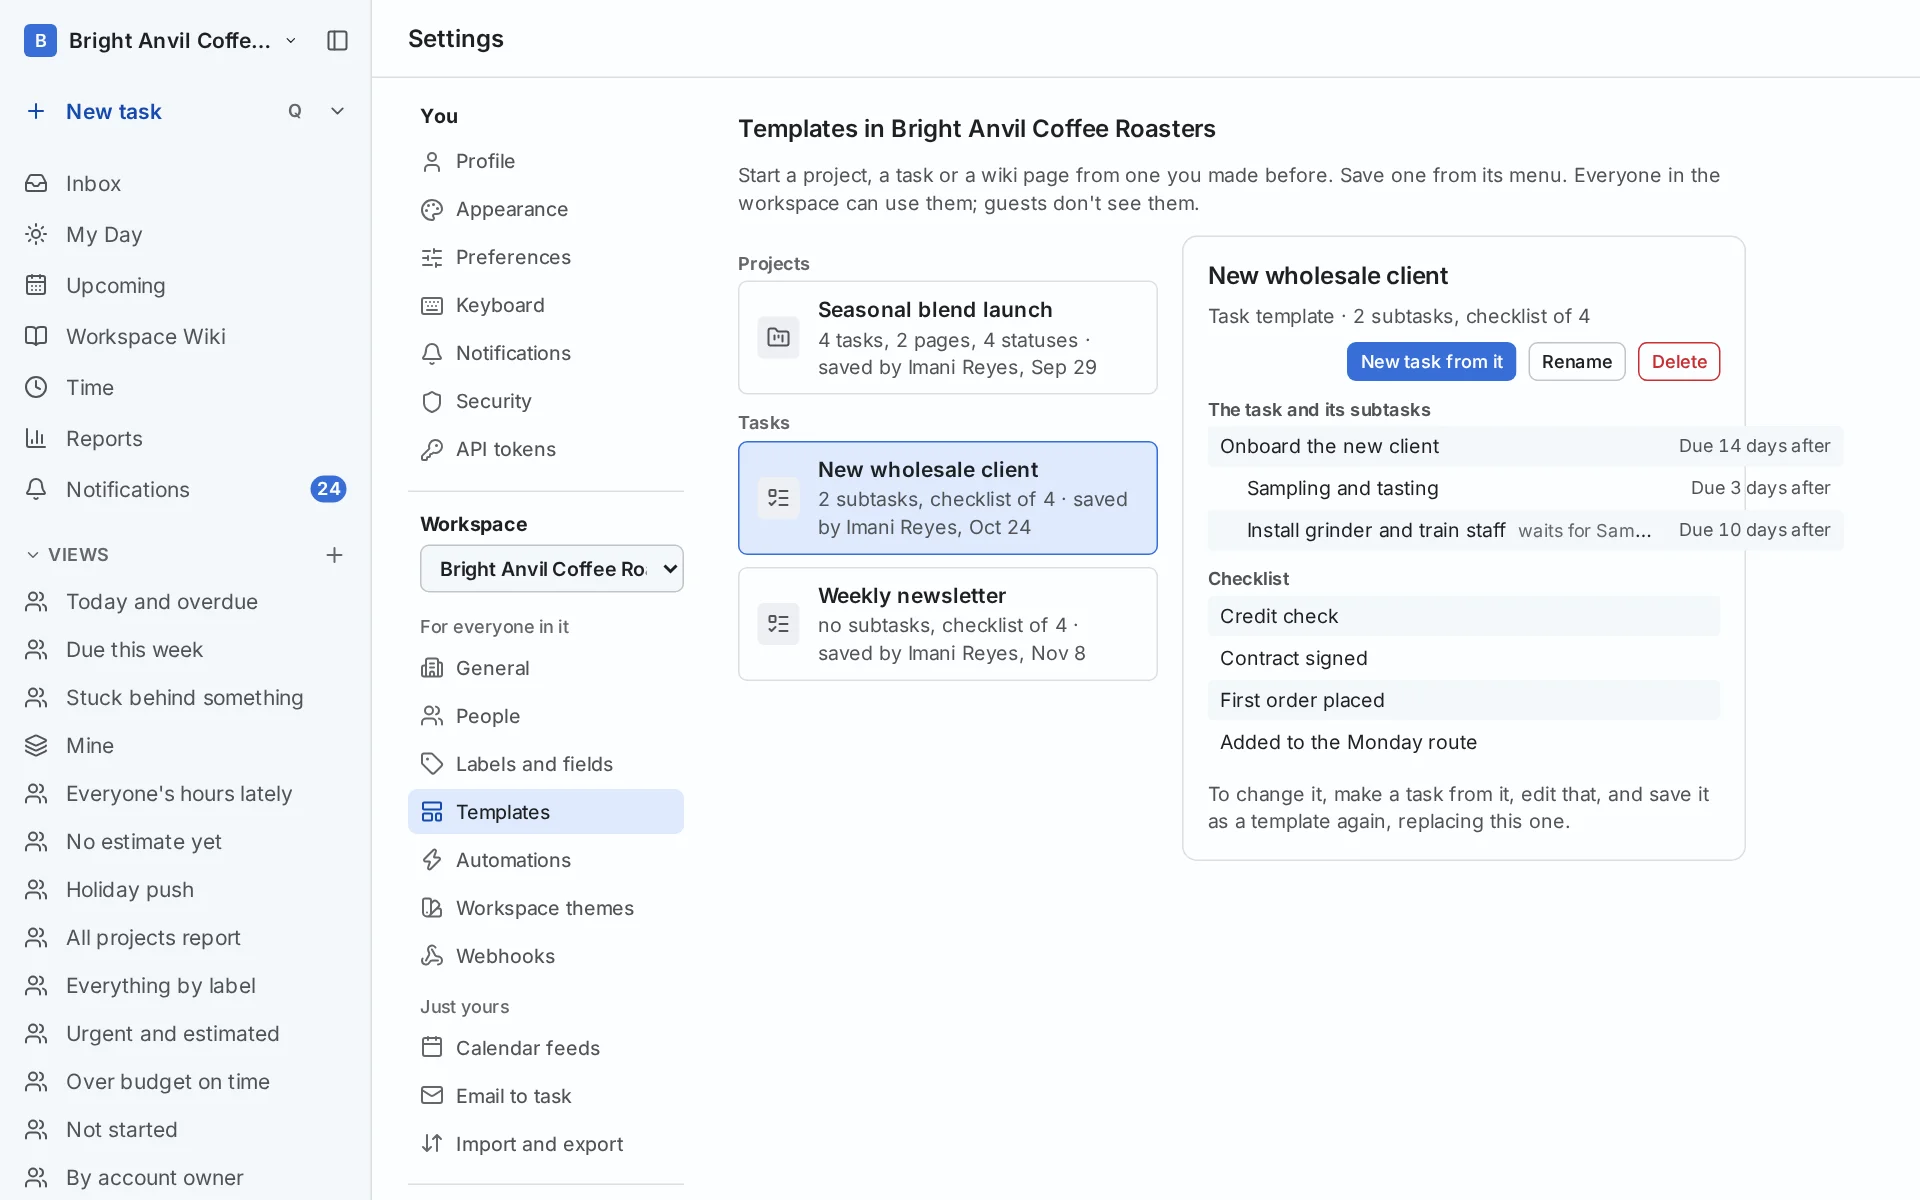 B Bright Anvil Coffe...
New task Q
Inbox
My Day
Upcoming
Workspace Wiki
Time
Reports
Notifications 24
VIEWS
Today and overdue
Due this week
Stuck behind something
Mine
Everyone's hours lately
No estimate yet
Holiday push
All projects report
Everything by label
Urgent and estimated
Over budget on time
Not started
By account owner
Settings
You
Profile
Appearance
Preferences
Keyboard
Notifications
Security
API tokens
Workspace
Bright Anvil Coffee Ro
For everyone in it
General
People
Labels and fields
Templates
Automations
Workspace themes
Webhooks
Just yours
Calendar feeds
Email to task
Import and export
Templates in Bright Anvil Coffee Roasters
Start a project, a task or a wiki page from one you made before. Save one from its menu. Everyone in the
workspace can use them; guests don't see them.
Projects
Seasonal blend launch
4 tasks, 2 pages, 4 statuses ·
saved by Imani Reyes, Sep 29
Tasks
New wholesale client
2 subtasks, checklist of 4 · saved
by Imani Reyes, Oct 24
Weekly newsletter
no subtasks, checklist of 4 ·
saved by Imani Reyes, Nov 8
New wholesale client
Task template · 2 subtasks, checklist of 4
New task from it Rename Delete
The task and its subtasks
Onboard the new client Due 14 days after
Sampling and tasting Due 3 days after
Install grinder and train staff waits for Sam... Due 10 days after
Checklist
Credit check
Contract signed
First order placed
Added to the Monday route
To change it, make a task from it, edit that, and save it
as a template again, replacing this one.